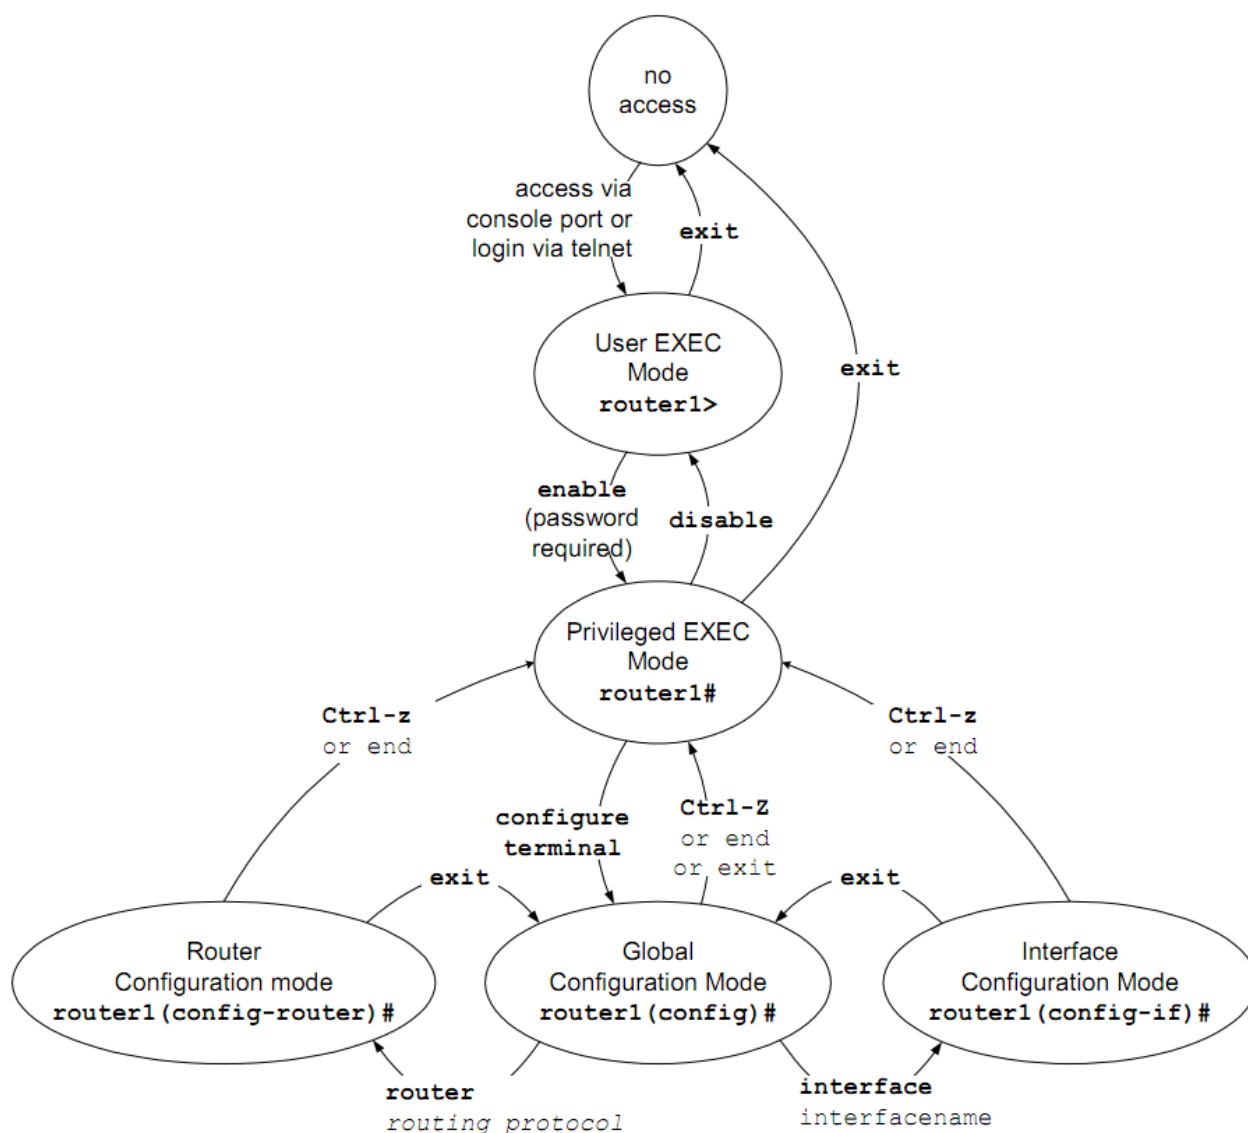 no
access
access via
console port or
login via telnet
exit
User EXEC
Mode
router1>
exit
enable
(password
required)
disable
Privileged EXEC
Mode
router1#
Ctrl-z
or end
Ctrl-z
or end
configure
terminal
Ctrl-Z
or end
or exit
exit
exit
Router
Configuration mode
router1(config-router)#
Global
Configuration Mode
router1(config)#
Interface
Configuration Mode
router1(config-if)#
router
routing protocol
interface
interfacename